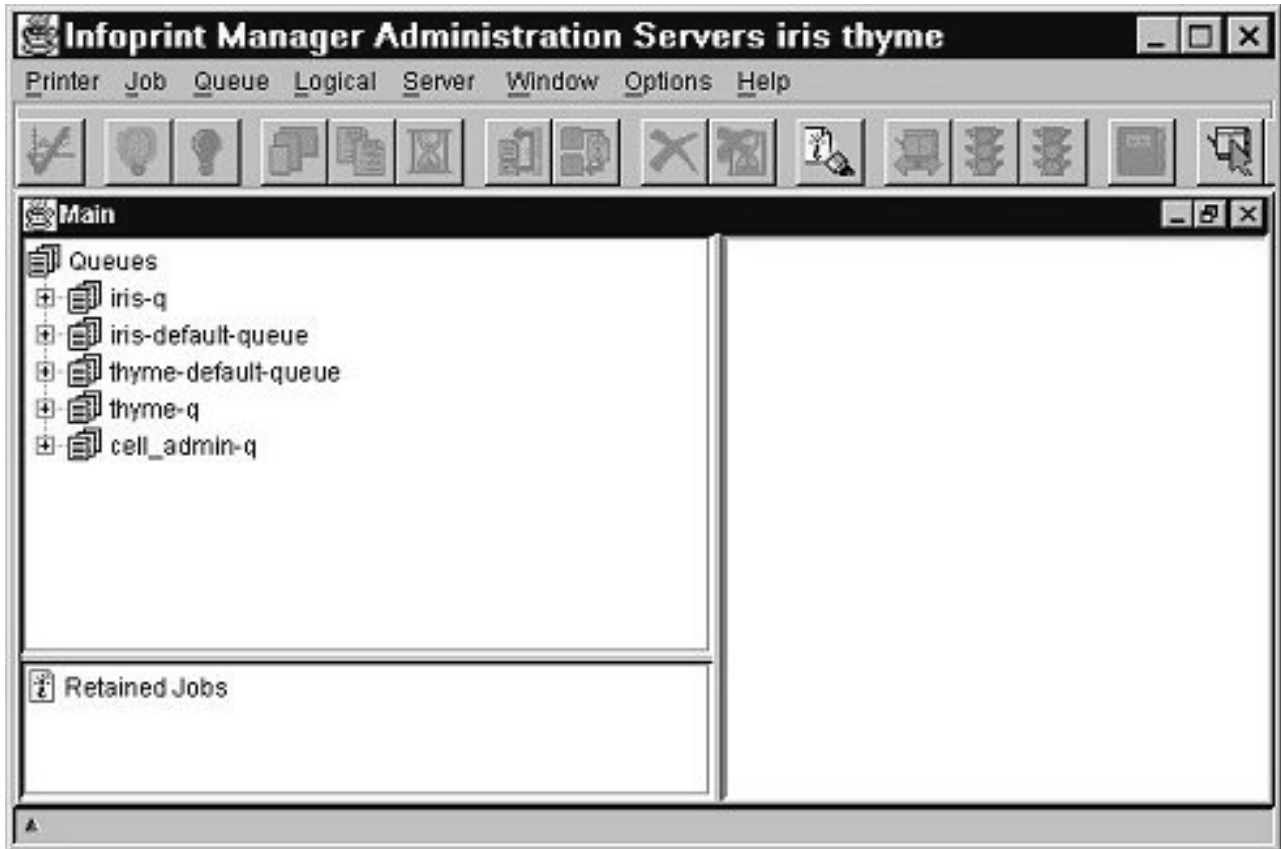 Infoprint Manager Administration Servers iris thyme
Printer Job Queue Logical Server Window Options Help
Main
Queues
iris-q
iris-default-queue
thyme-default-queue
thyme-q
cell_admin-q
Retained Jobs